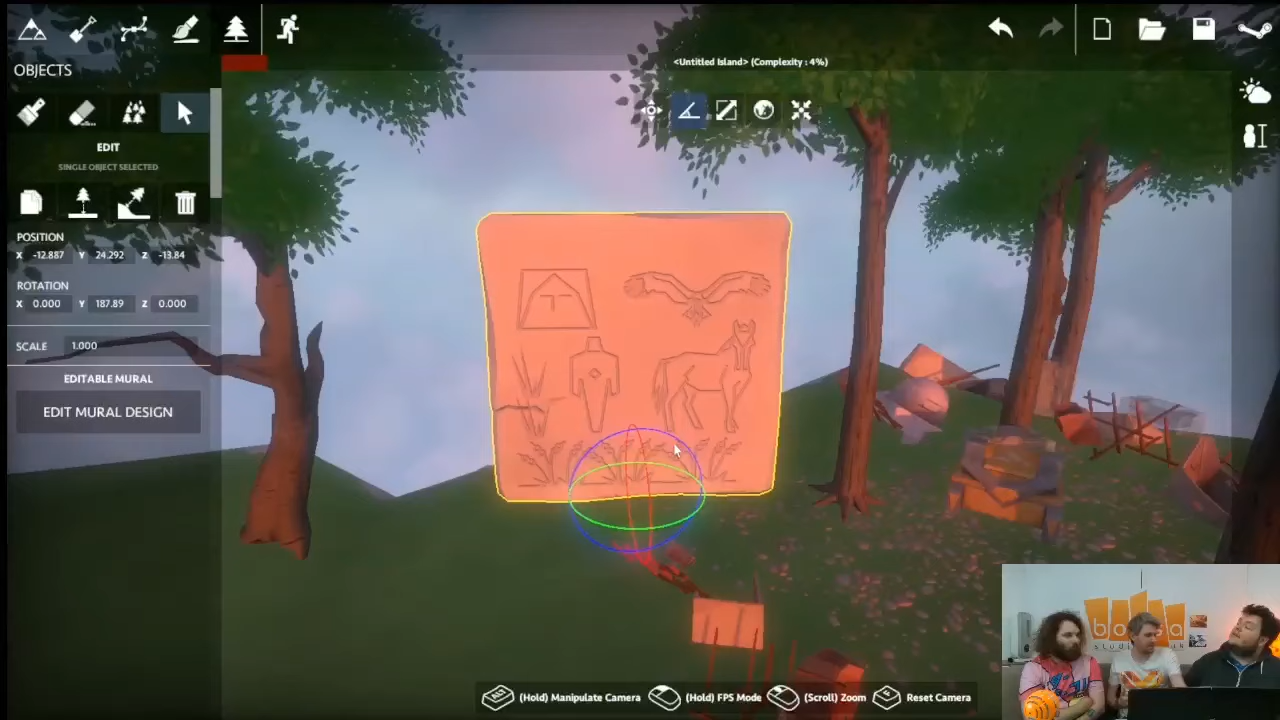 OBJECTS
<Untitled Island> (Complexity : 4%)
EDIT
SINGLE OBJECT SELECTED
POSITION
X -12.887 Y 24.292 Z -13.84
ROTATION
X 0.000 Y 187.89 Z 0.000
SCALE 1.000
EDITABLE MURAL
EDIT MURAL DESIGN
(Hold) Manipulate Camera (Hold) FPS Mode (Scroll) Zoom Reset Camera